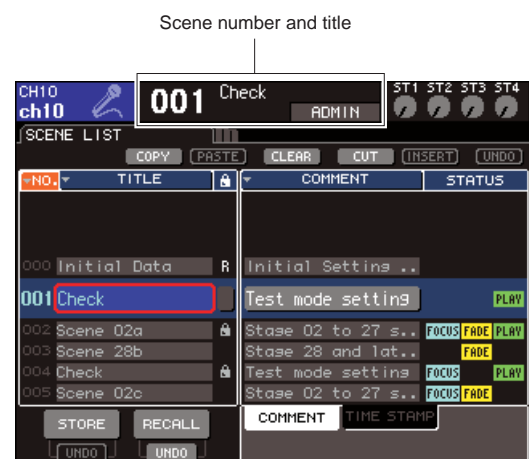 Scene number and title
CH10
ch10
001 Check
ADMIN
ST1 ST2 ST3 ST4
SCENE LIST
COPY PASTE CLEAR CUT INSERT UNDO
NO. TITLE COMMENT STATUS
000 Initial Data R Initial Setting ..
001 Check Test mode setting PLAY
002 Scene 02a Stage 02 to 27 s.. FOCUS FADE PLAY
003 Scene 28b Stage 28 and lat.. FADE
004 Check Test mode setting FOCUS PLAY
005 Scene 02c Stage 02 to 27 s.. FOCUS FADE
STORE RECALL COMMENT TIME STAMP
UNDO UNDO